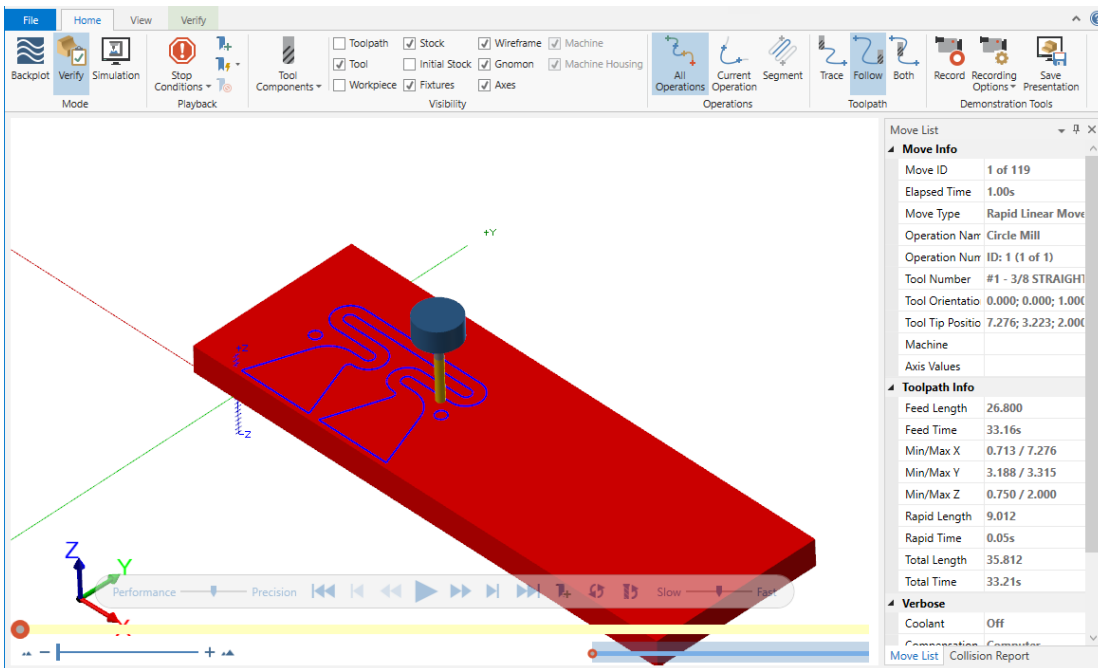 File Home View Verify
Toolpath Stock Wireframe Machine
Tool Initial Stock Gnomon Machine Housing
Workpiece Fixtures Axes
Backplot Verify Simulation
Stop Conditions
Tool Components
All Operations
Current Operation
Segment
Trace Follow Both
Record
Recording Options
Save Presentation
Mode Playback Visibility Operations Toolpath Demonstration Tools
+Y
+Z
-Z
Z
Y
X
Performance Precision Slow Fast
Move List
Move Info
Move ID 1 of 119
Elapsed Time 1.00s
Move Type Rapid Linear Move
Operation Nam Circle Mill
Operation Num ID: 1 (1 of 1)
Tool Number #1 - 3/8 STRAIGHT
Tool Orientatio 0.000; 0.000; 1.000
Tool Tip Positio 7.276; 3.223; 2.000
Machine
Axis Values
Toolpath Info
Feed Length 26.800
Feed Time 33.16s
Min/Max X 0.713 / 7.276
Min/Max Y 3.188 / 3.315
Min/Max Z 0.750 / 2.000
Rapid Length 9.012
Rapid Time 0.05s
Total Length 35.812
Total Time 33.21s
Verbose
Coolant Off
Compensation Computer
Move List Collision Report